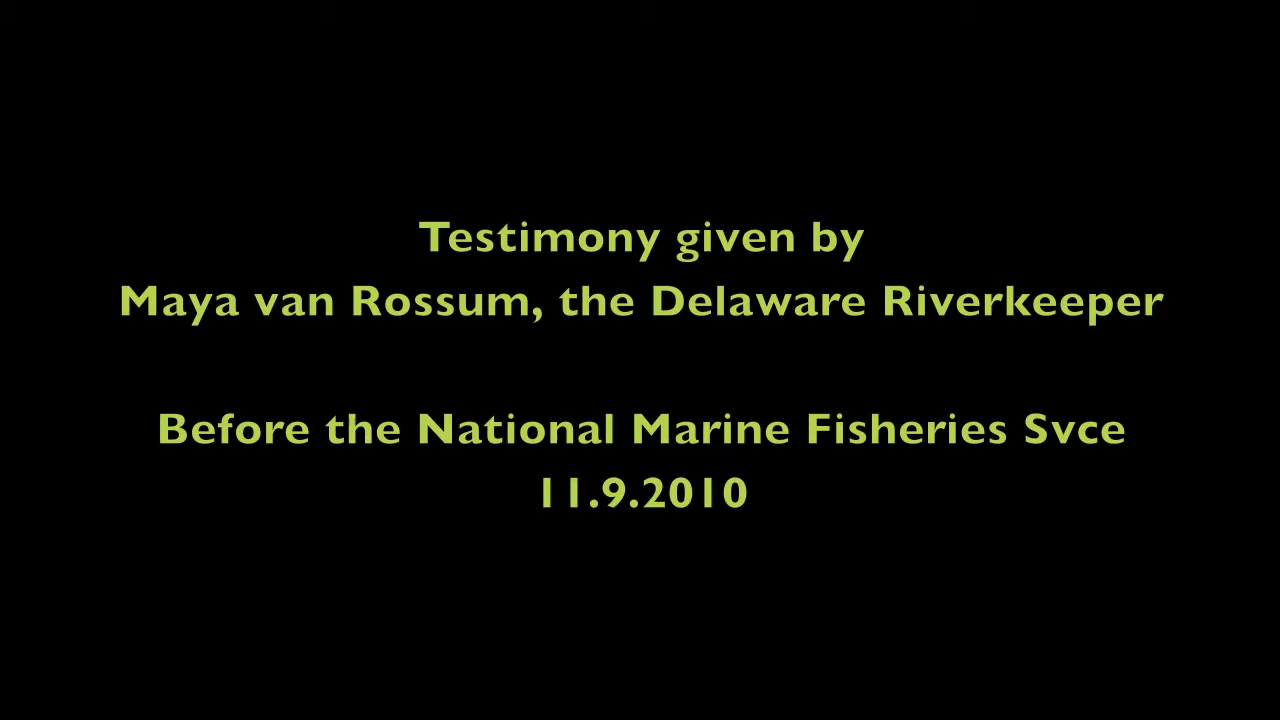 Testimony given by
Maya van Rossum, the Delaware Riverkeeper
Before the National Marine Fisheries Svce
11.9.2010